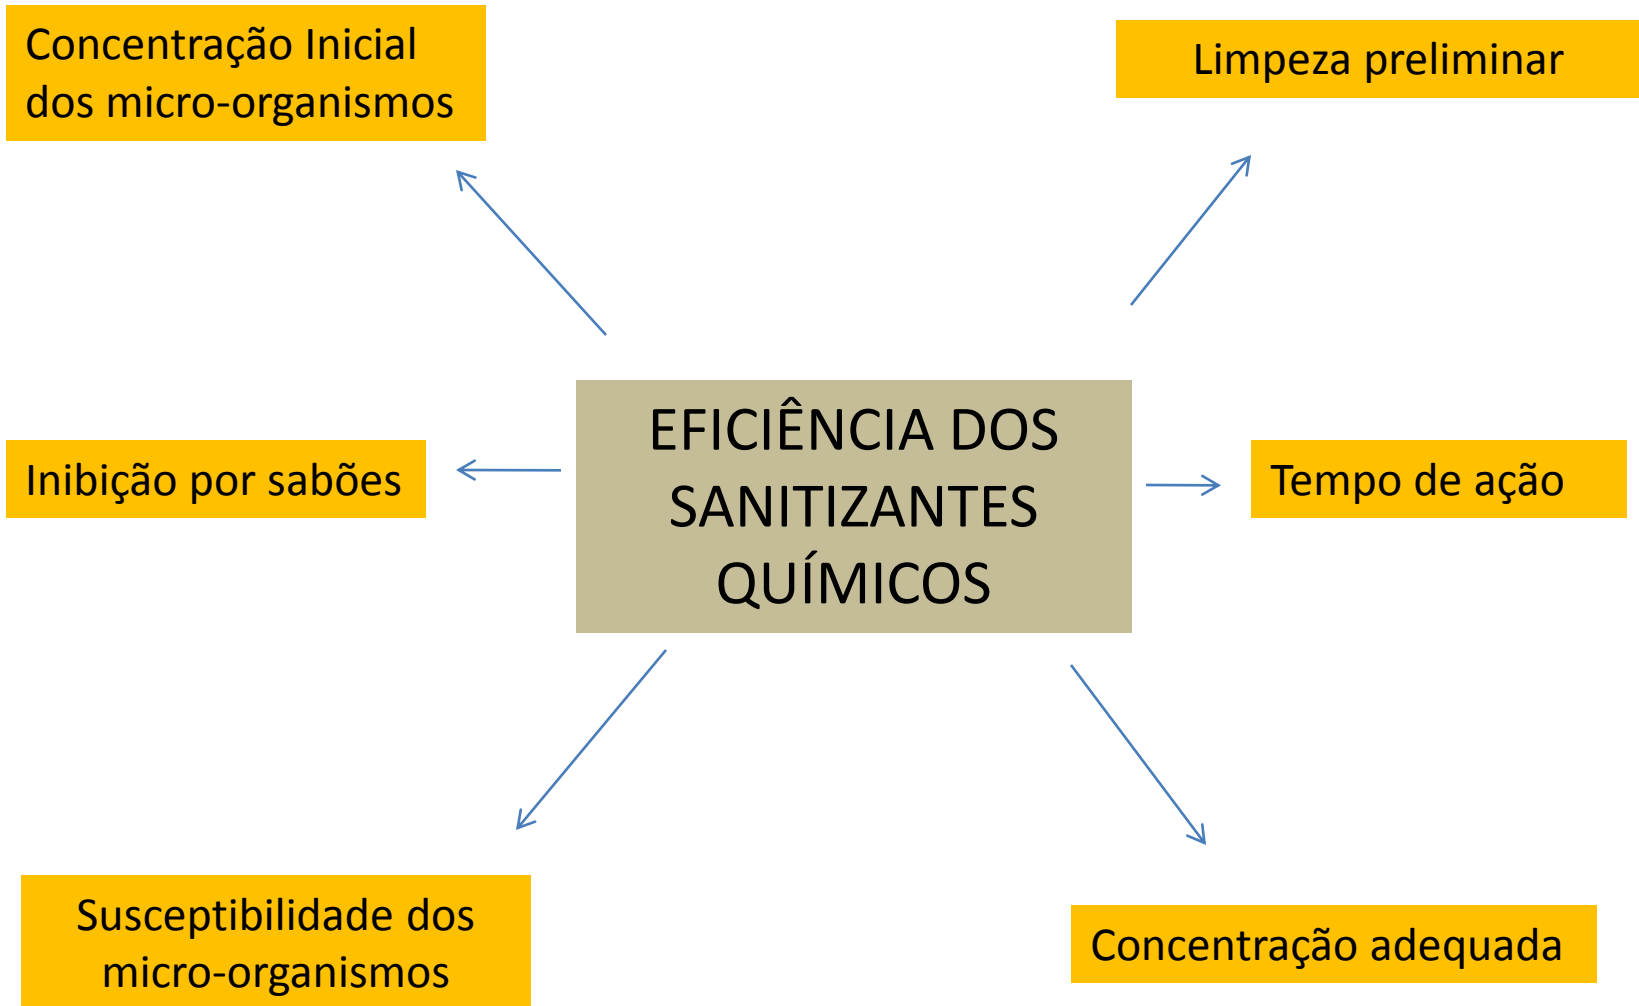 Concentração Inicial
dos micro-organismos
Limpeza preliminar
EFICIÊNCIA DOS
SANITIZANTES
QUÍMICOS
Inibição por sabões
Tempo de ação
Susceptibilidade dos
micro-organismos
Concentração adequada